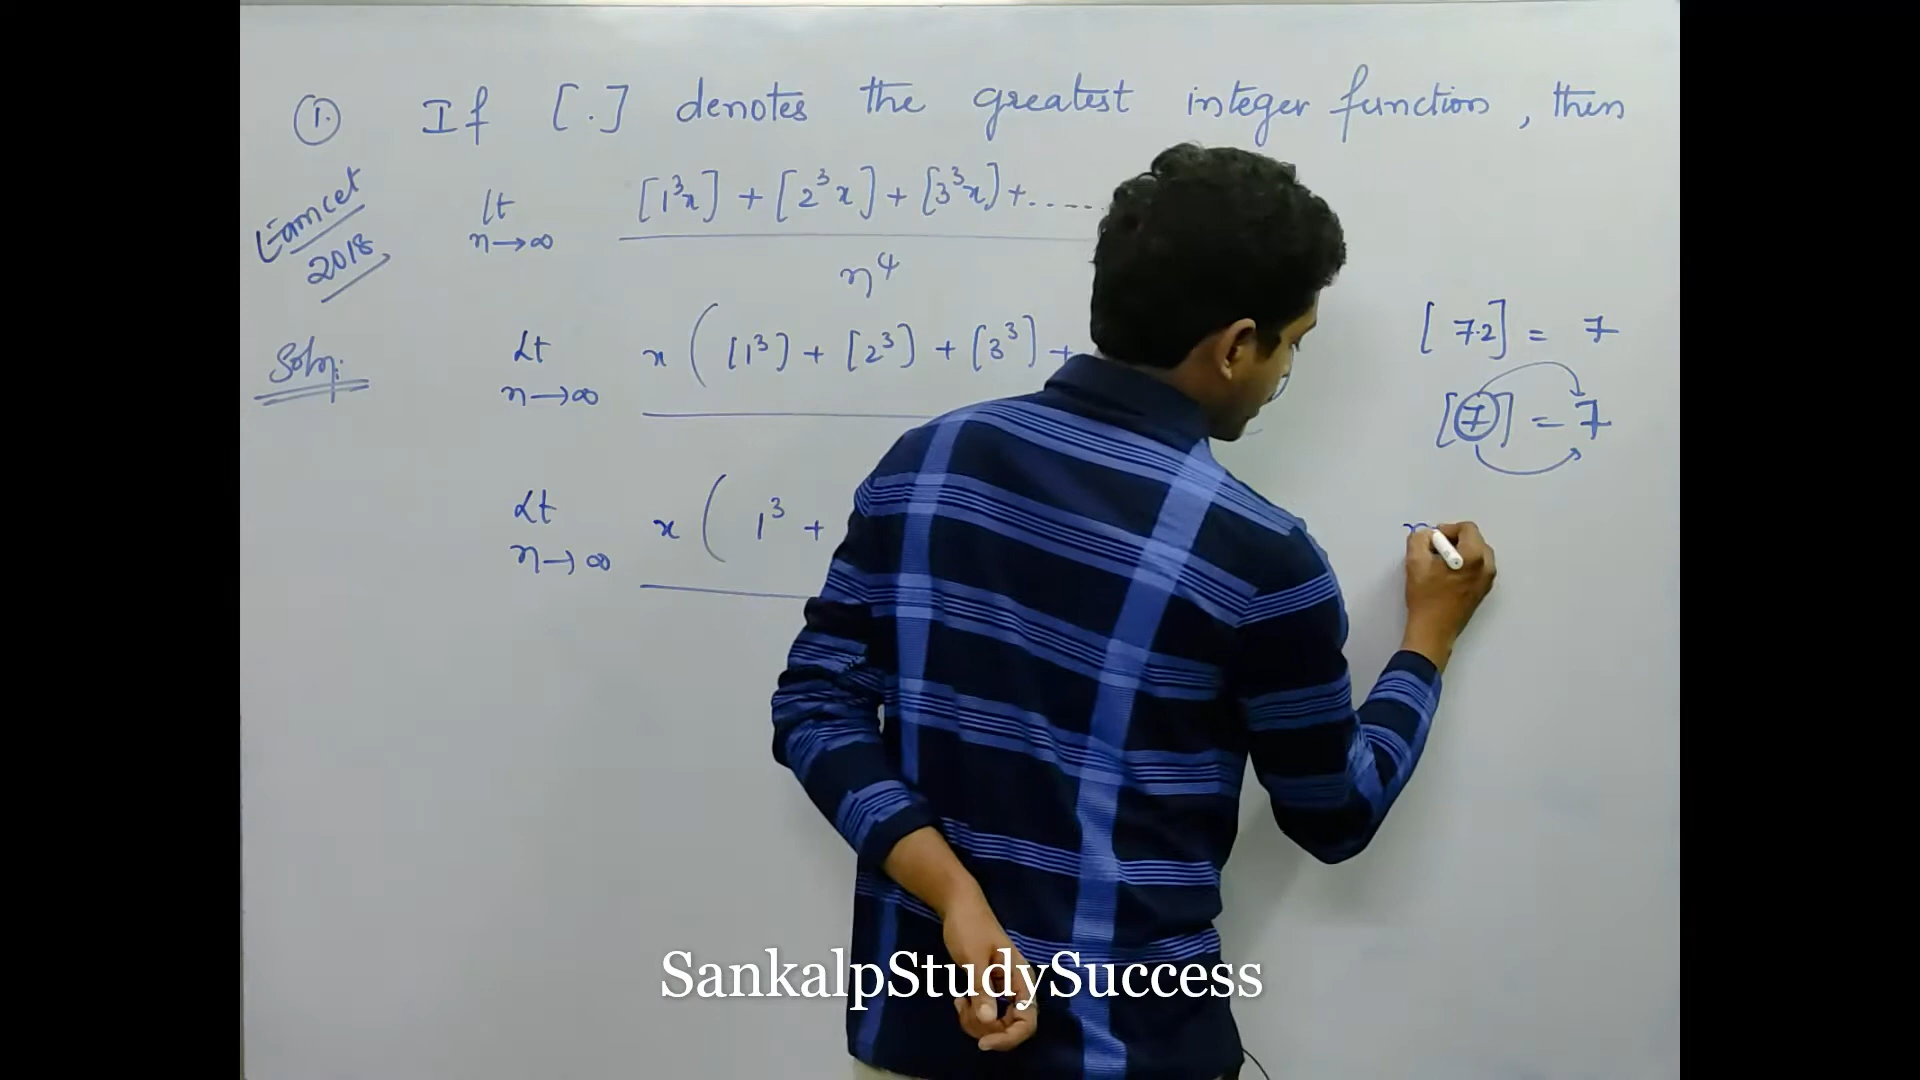 ① If [.] denotes the greatest integer function, then
Eamcet 2018
lt n→∞ [1³x] + [2³x] + [3³x] + .....
n⁴
Soln:
Lt n→∞ x ( [1³] + [2³] + [3³] +
[7.2] = 7
[7] = 7
Lt n→∞ x ( 1³ +
SankalpStudySuccess